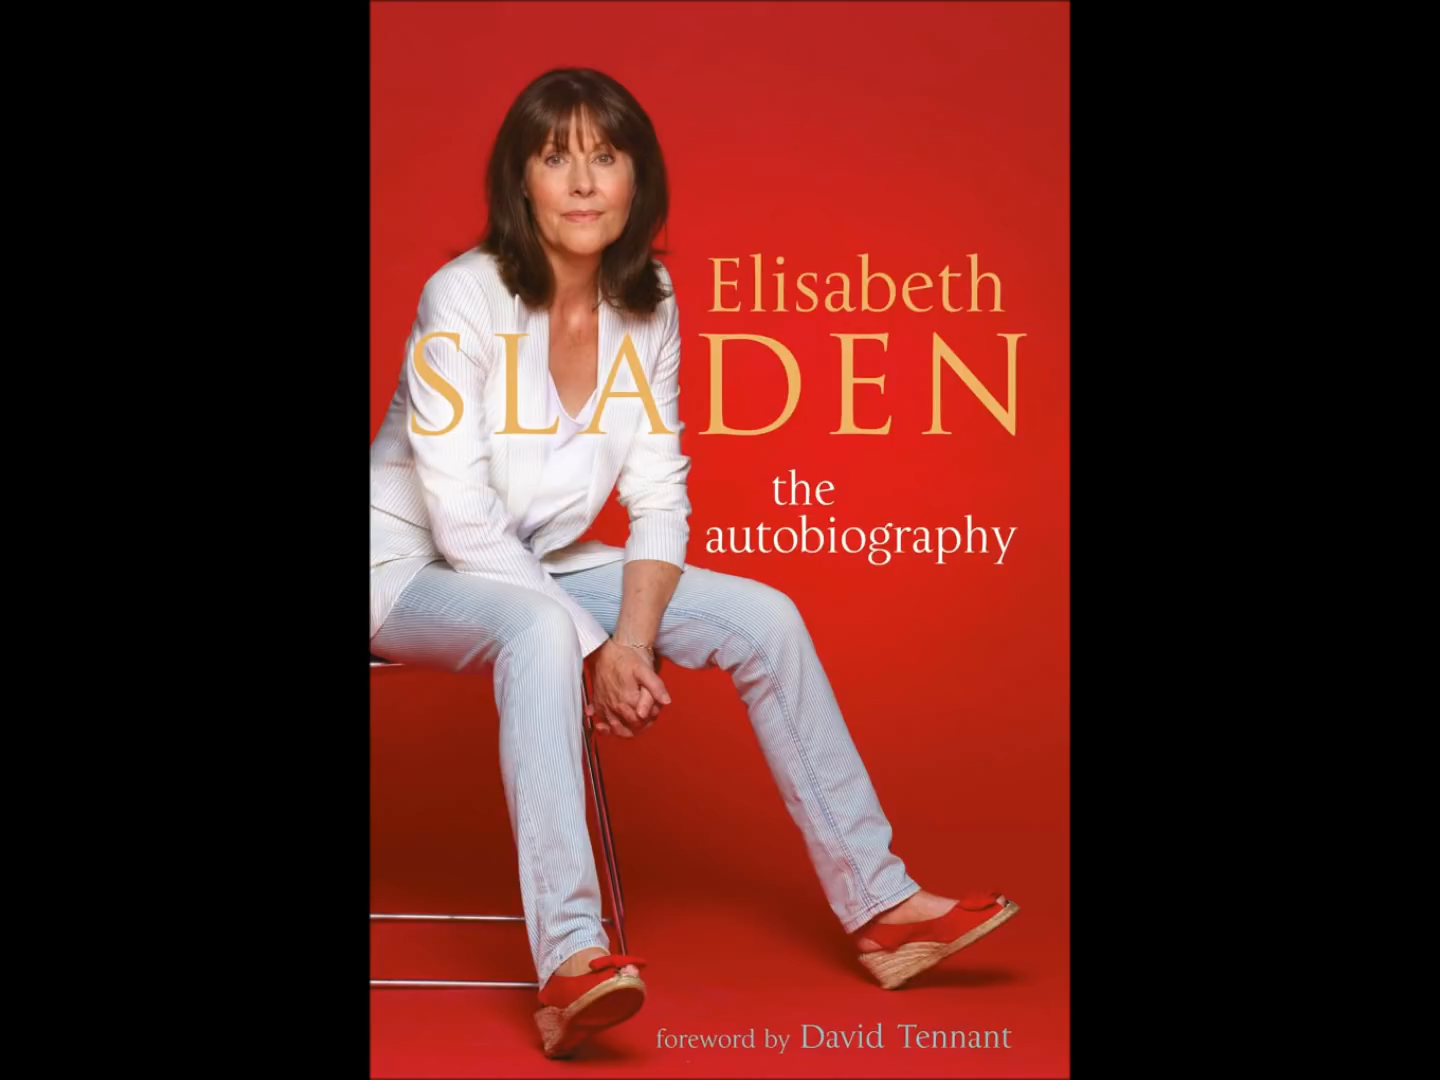 Elisabeth
SLADEN
the
autobiography
foreword by David Tennant